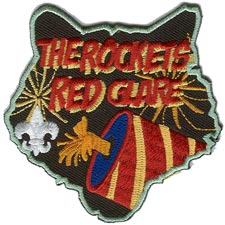 THE ROCKETS
RED GLARE